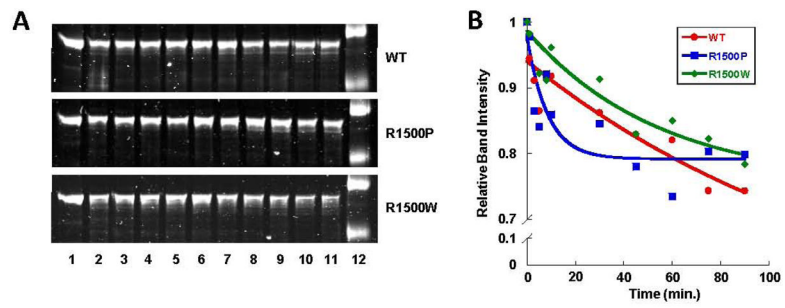 A
WT
R1500P
R1500W
1 2 3 4 5 6 7 8 9 10 11 12
B
Relative Band Intensity
1
0.9
0.8
0.7
0.1
0
WT
R1500P
R1500W
0 20 40 60 80 100
Time (min.)